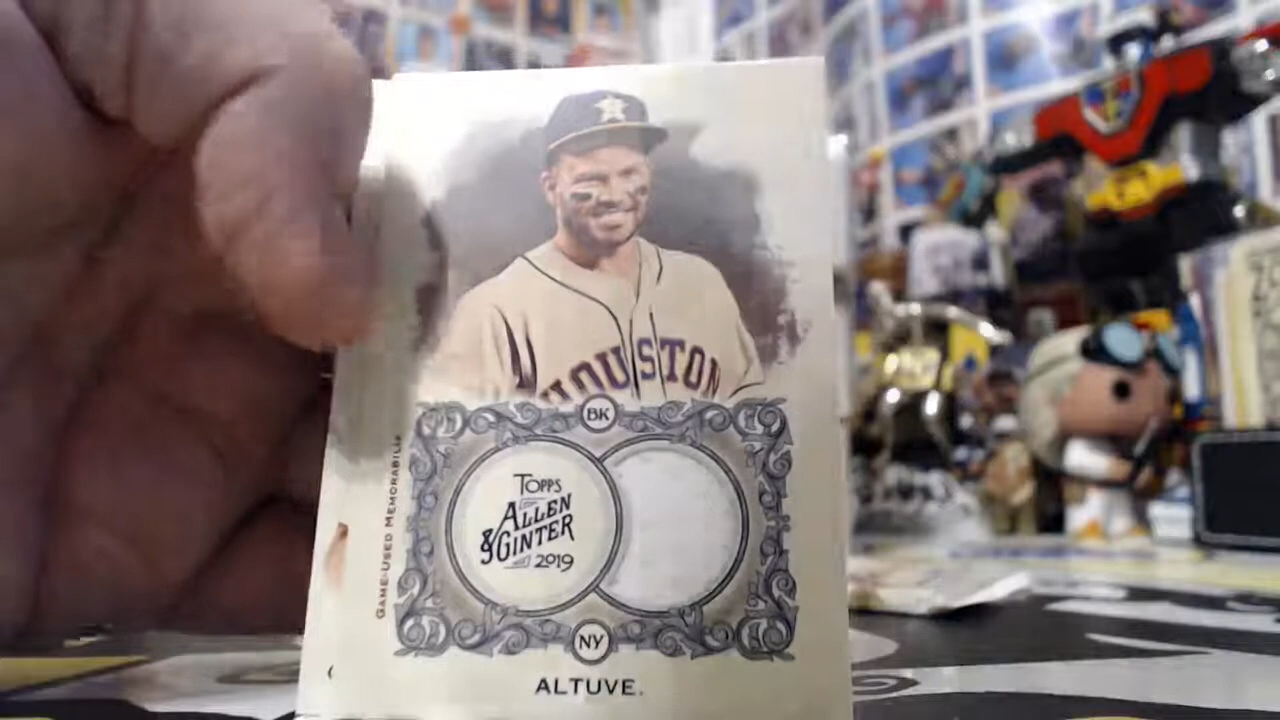 HOUSTON
BK
TOPPS
ALLEN
& GINTER
2019
GAME-USED MEMORABILIA
NY
ALTUVE.